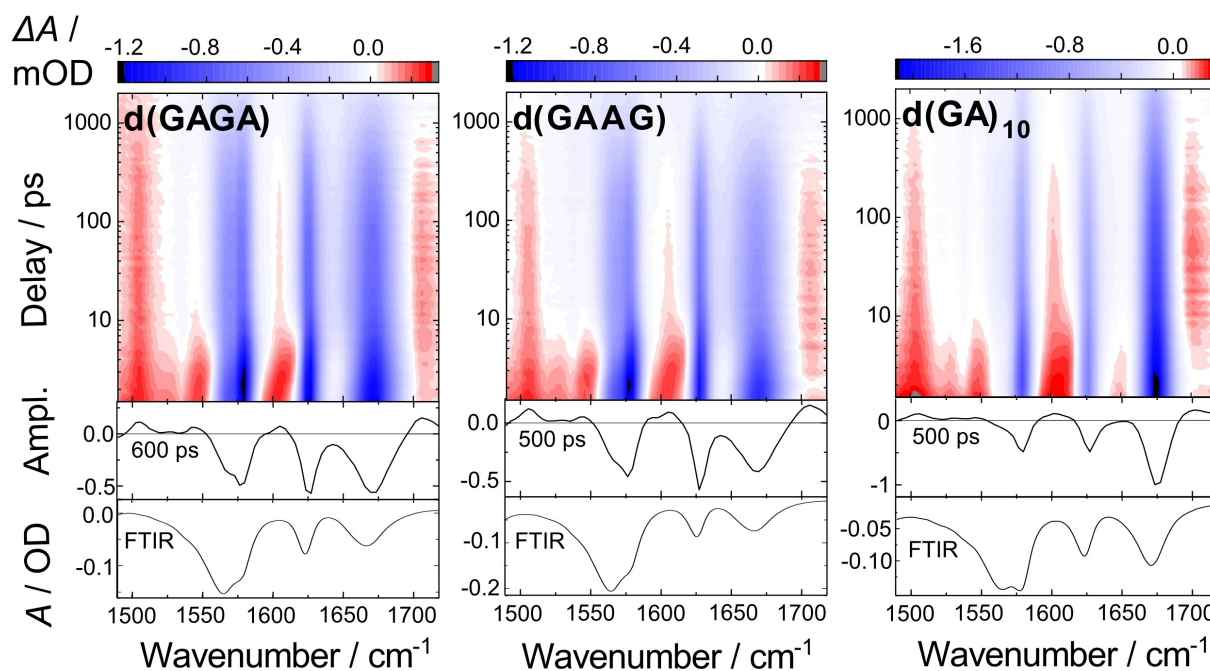 ΔA / mOD
-1.2 -0.8 -0.4 0.0
-1.2 -0.8 -0.4 0.0
-1.6 -0.8 0.0
d(GAGA)
d(GAAG)
d(GA)10
Delay / ps
1000
100
10
1000
100
10
1000
100
10
Ampl.
0.0
-0.5
600 ps
0.0
-0.5
500 ps
0
-1
500 ps
A / OD
0.0
-0.1
FTIR
0.0
-0.1
-0.2
FTIR
-0.05
-0.10
FTIR
1500 1550 1600 1650 1700
1500 1550 1600 1650 1700
1500 1550 1600 1650 1700
Wavenumber / cm-1
Wavenumber / cm-1
Wavenumber / cm-1